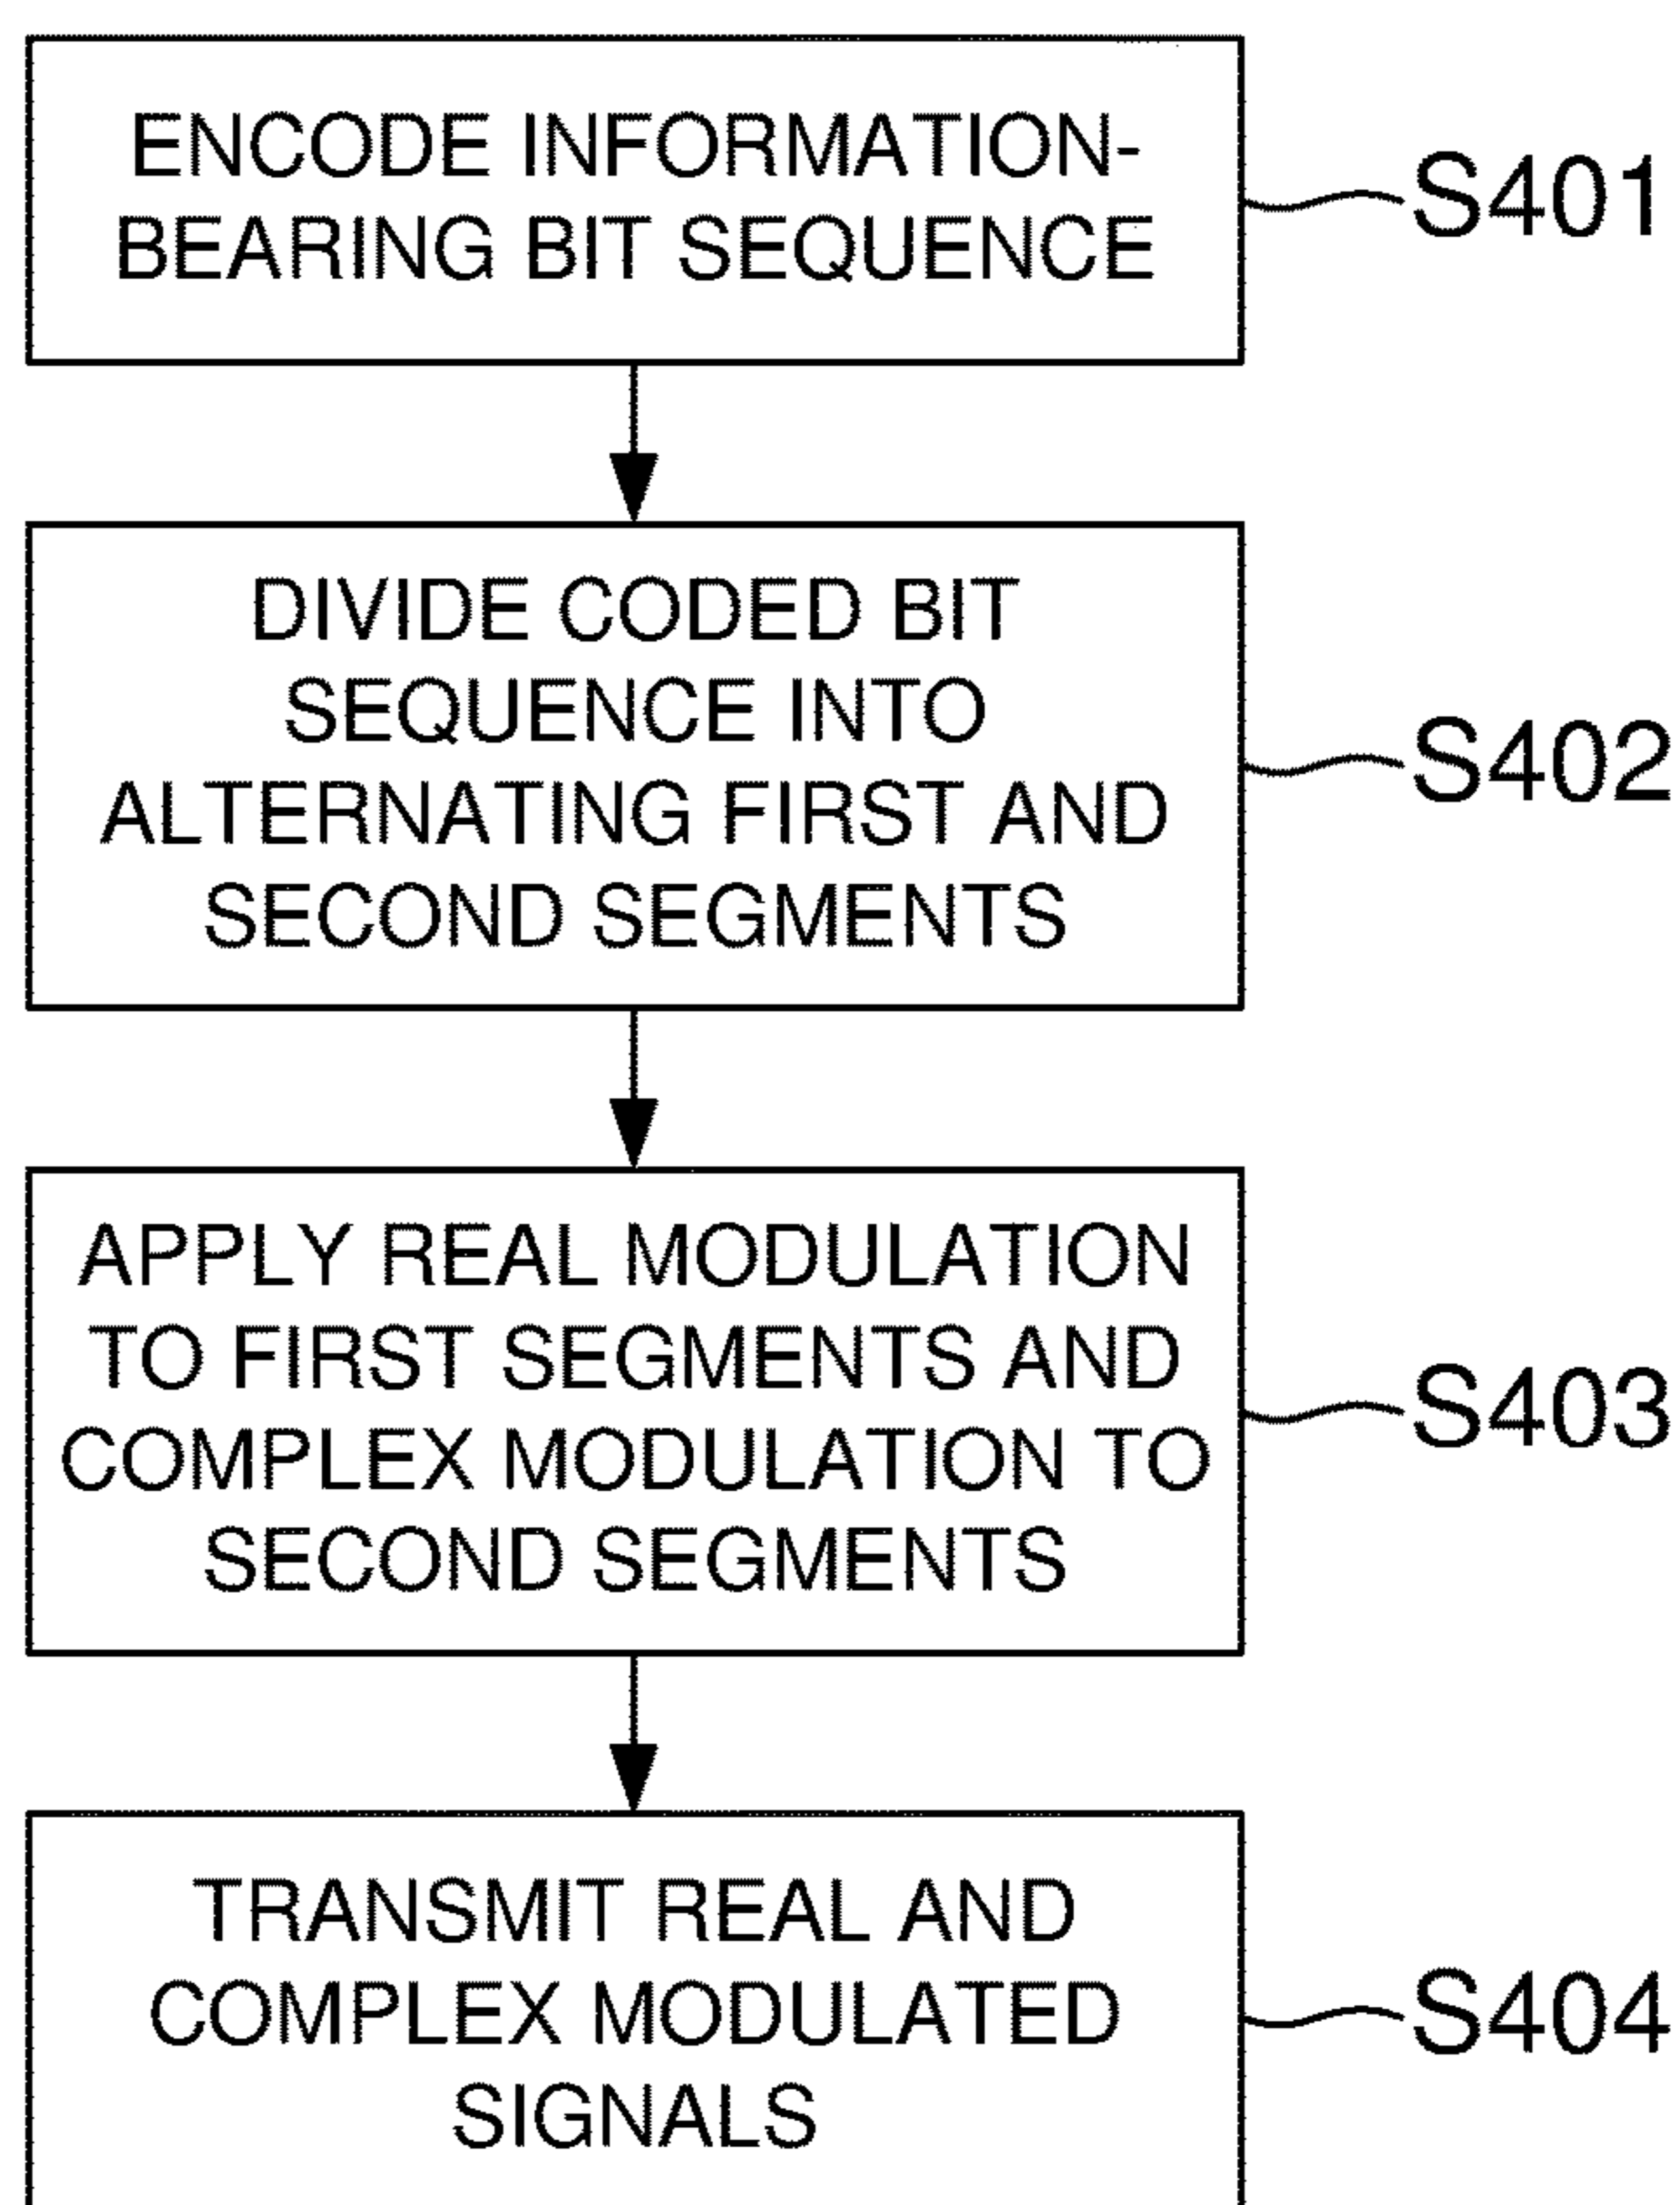 ENCODE INFORMATION-
BEARING BIT SEQUENCE
S401
DIVIDE CODED BIT
SEQUENCE INTO
ALTERNATING FIRST AND
SECOND SEGMENTS
S402
APPLY REAL MODULATION
TO FIRST SEGMENTS AND
COMPLEX MODULATION TO
SECOND SEGMENTS
S403
TRANSMIT REAL AND
COMPLEX MODULATED
SIGNALS
S404